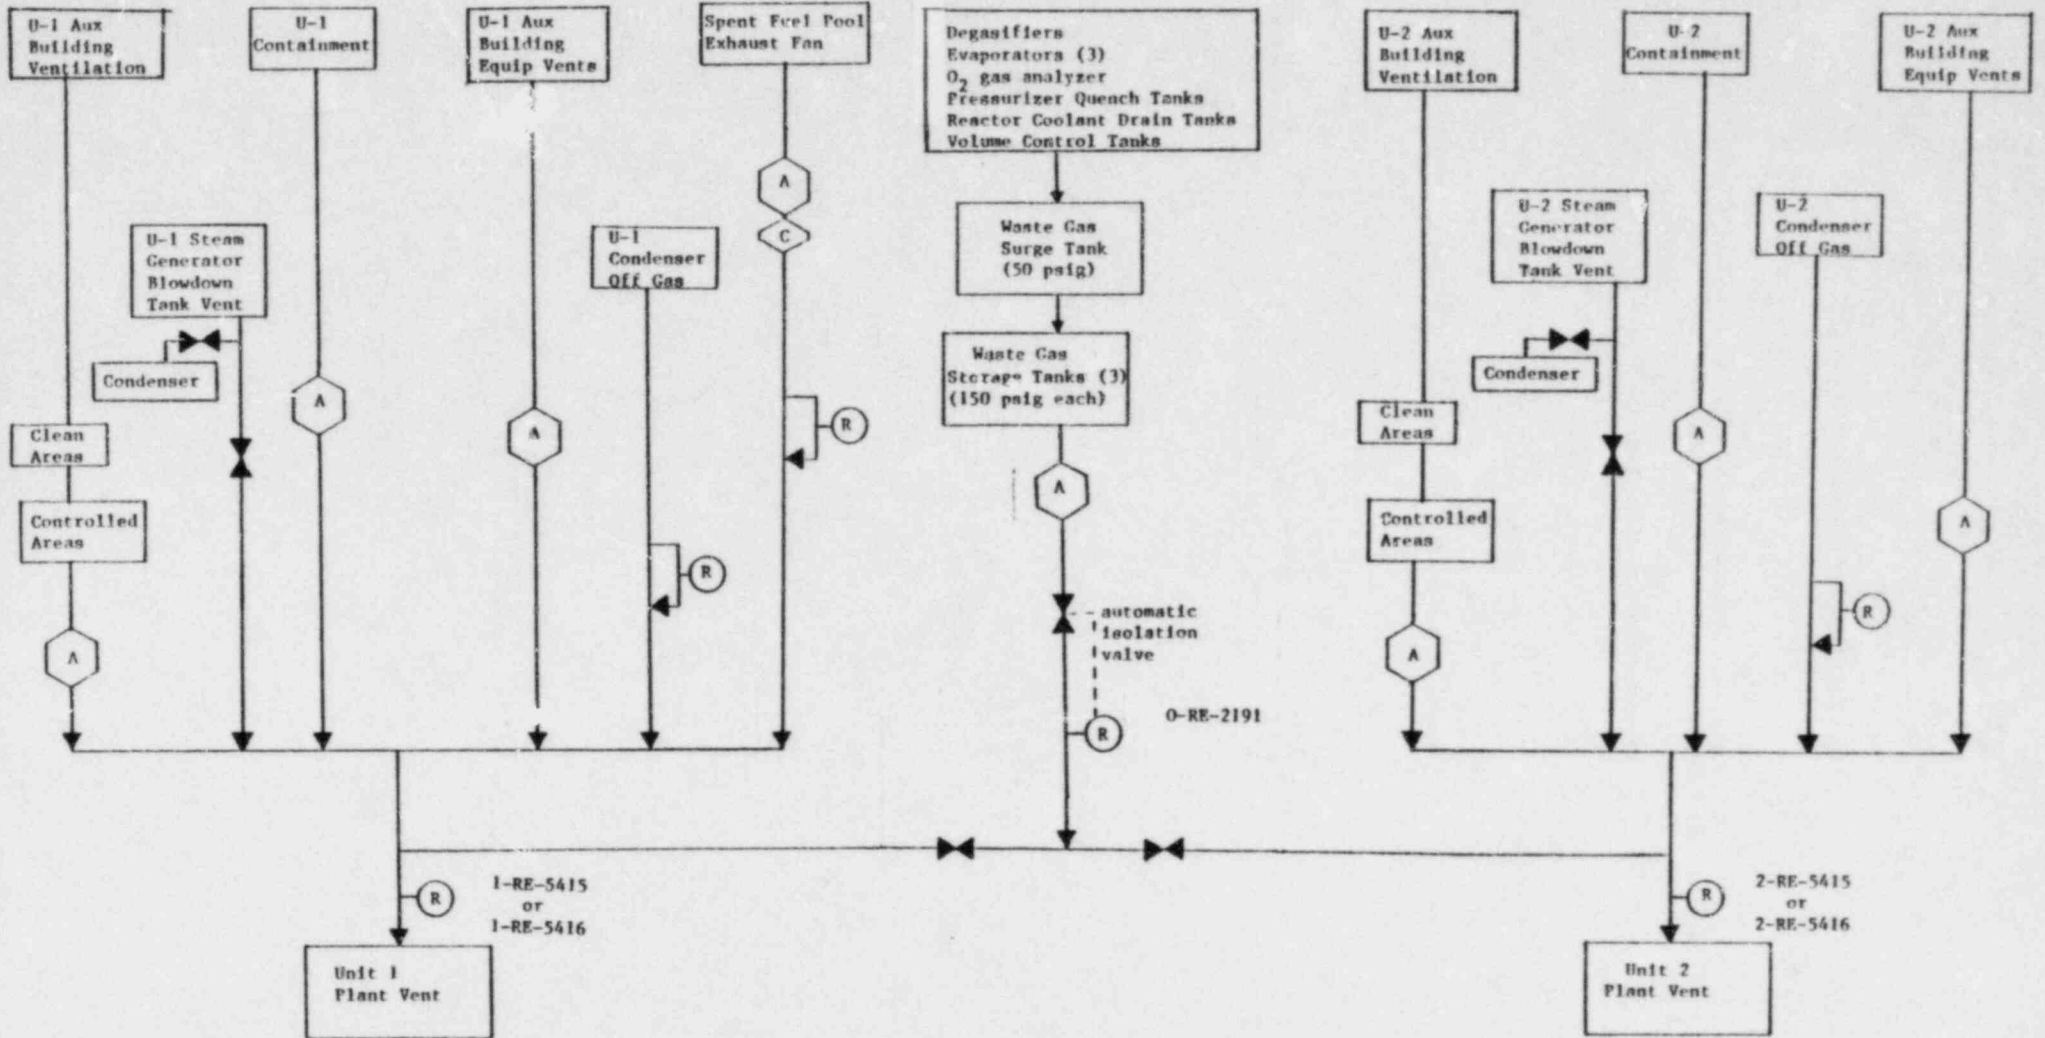 U-1 Aux
Building
Ventilation
U-1
Containment
U-1 Aux
Building
Equip Vents
Spent Fuel Pool
Exhaust Fan
Degasifiers
Evaporators (3)
O2 gas analyzer
Pressurizer Quench Tanks
Reactor Coolant Drain Tanks
Volume Control Tanks
U-2 Aux
Building
Ventilation
U-2
Containment
U-2 Aux
Building
Equip Vents
A
C
U-1 Steam
Generator
Blowdown
Tank Vent
U-1
Condenser
Off Gas
Waste Gas
Surge Tank
(50 psig)
U-2 Steam
Generator
Blowdown
Tank Vent
U-2
Condenser
Off Gas
Condenser
Waste Gas
Storage Tanks (3)
(150 psig each)
Condenser
A
A
R
A
Clean
Areas
Clean
Areas
A
Controlled
Areas
Controlled
Areas
A
R
R
A
A
automatic
isolation
valve
R
0-RE-2191
R
1-RE-5415
or
1-RE-5416
R
2-RE-5415
or
2-RE-5416
Unit 1
Plant Vent
Unit 2
Plant Vent